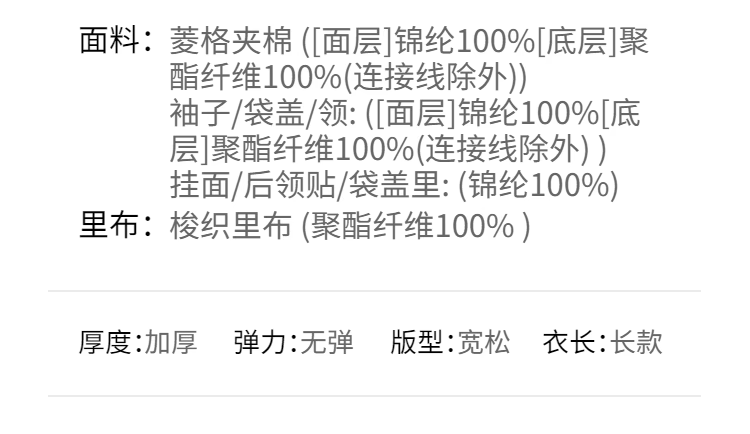 面料：菱格夹棉 ([面层]锦纶100%[底层]聚
酯纤维100%(连接线除外))
袖子/袋盖/领: ([面层]锦纶100%[底
层]聚酯纤维100%(连接线除外) )
挂面/后领贴/袋盖里: (锦纶100%)
里布：梭织里布 (聚酯纤维100% )
厚度:加厚 弹力:无弹 版型:宽松 衣长:长款